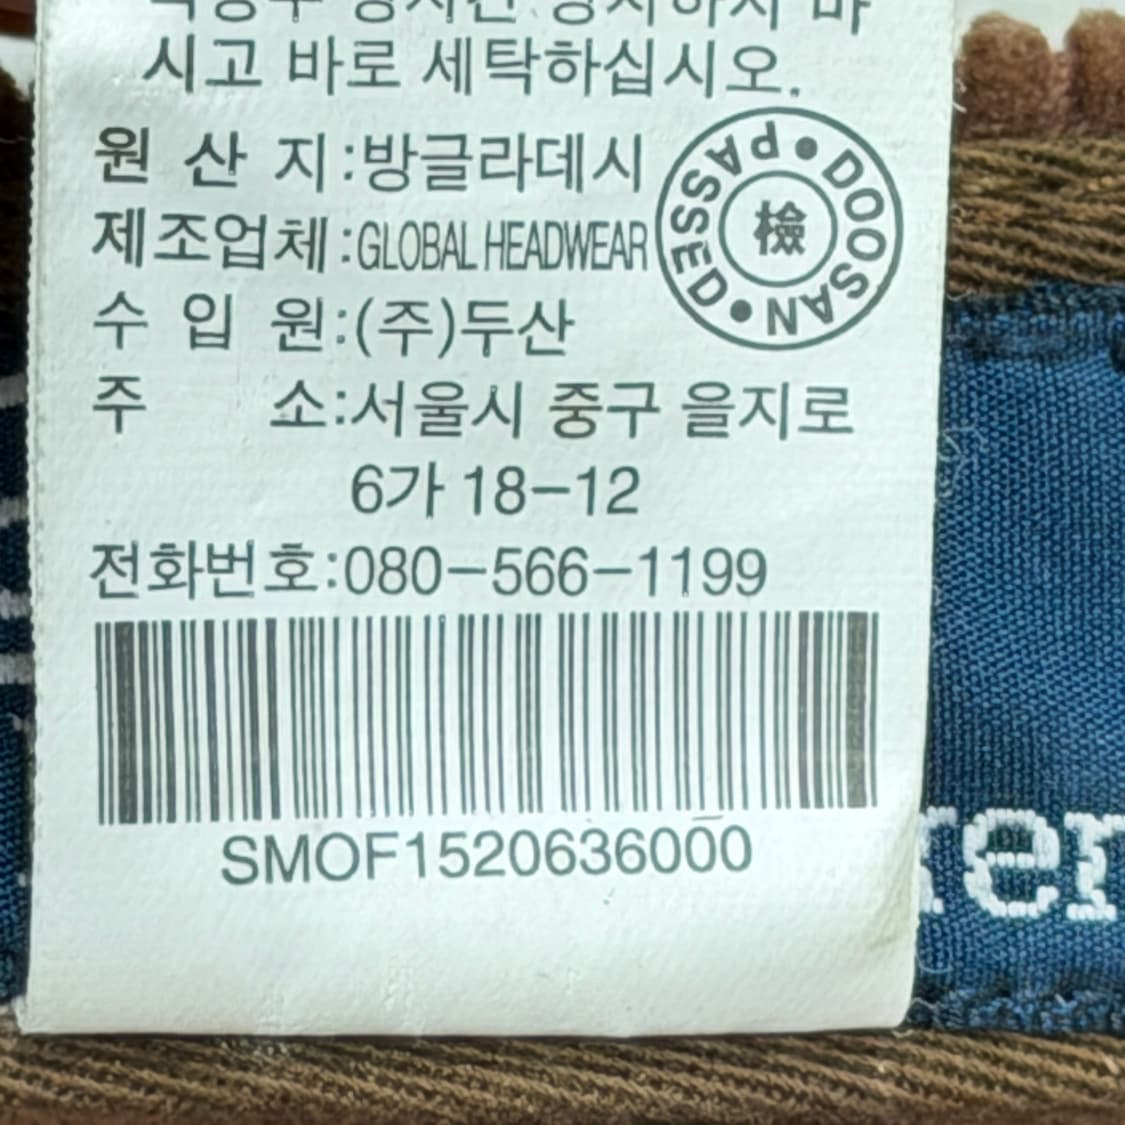 시고 바로 세탁하십시오.
원 산 지:방글라데시
제조업체:GLOBAL HEADWEAR
수 입 원:(주)두산
주 소:서울시 중구 을지로
6가 18-12
전화번호:080-566-1199
PASSED • DOOSAN •
檢
SMOF1520636000